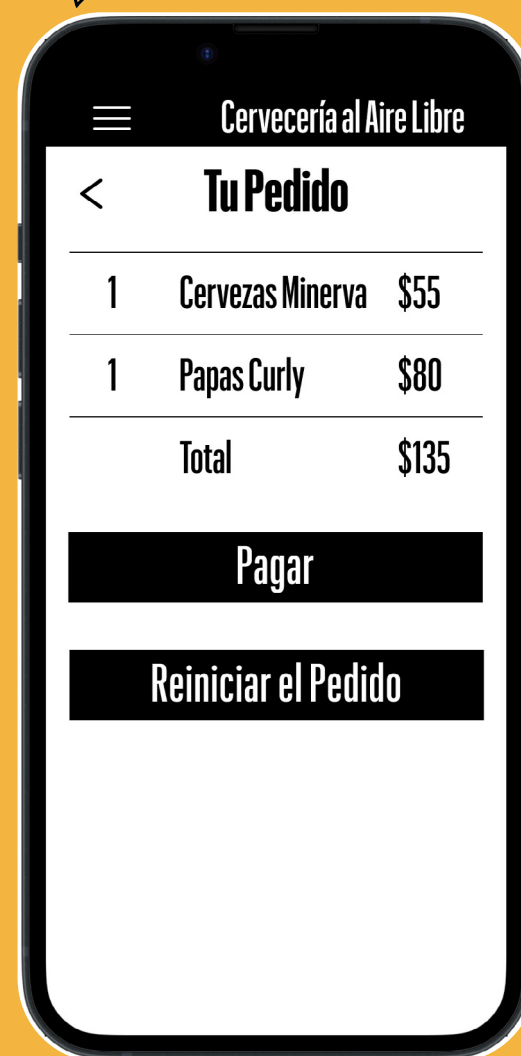 Cervecería al Aire Libre
< Tu Pedido
1 Cervezas Minerva $55
1 Papas Curly $80
Total $135
Pagar
Reiniciar el Pedido